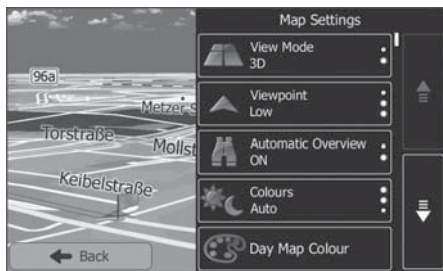 Map Settings
View Mode
3D
Viewpoint
Low
Automatic Overview
ON
Colours
Auto
Day Map Colour
96a
Metzer S
Torstraße
Mollst
Keibelstraße
Back